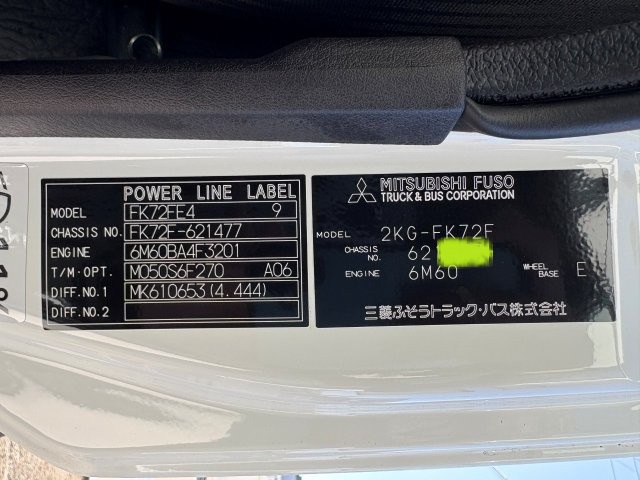 POWER LINE LABEL
MODEL FK72FE4 9
CHASSIS NO. FK72F-621477
ENGINE 6M60BA4F3201
T/M·OPT. M050S6F270 A06
DIFF.NO.1 MK610653(4.444)
DIFF.NO.2
MITSUBISHI FUSO
TRUCK & BUS CORPORATION
MODEL 2KG-FK72F
CHASSIS NO. 62
ENGINE 6M60 WHEEL BASE E
三菱ふそうトラック・バス株式会社